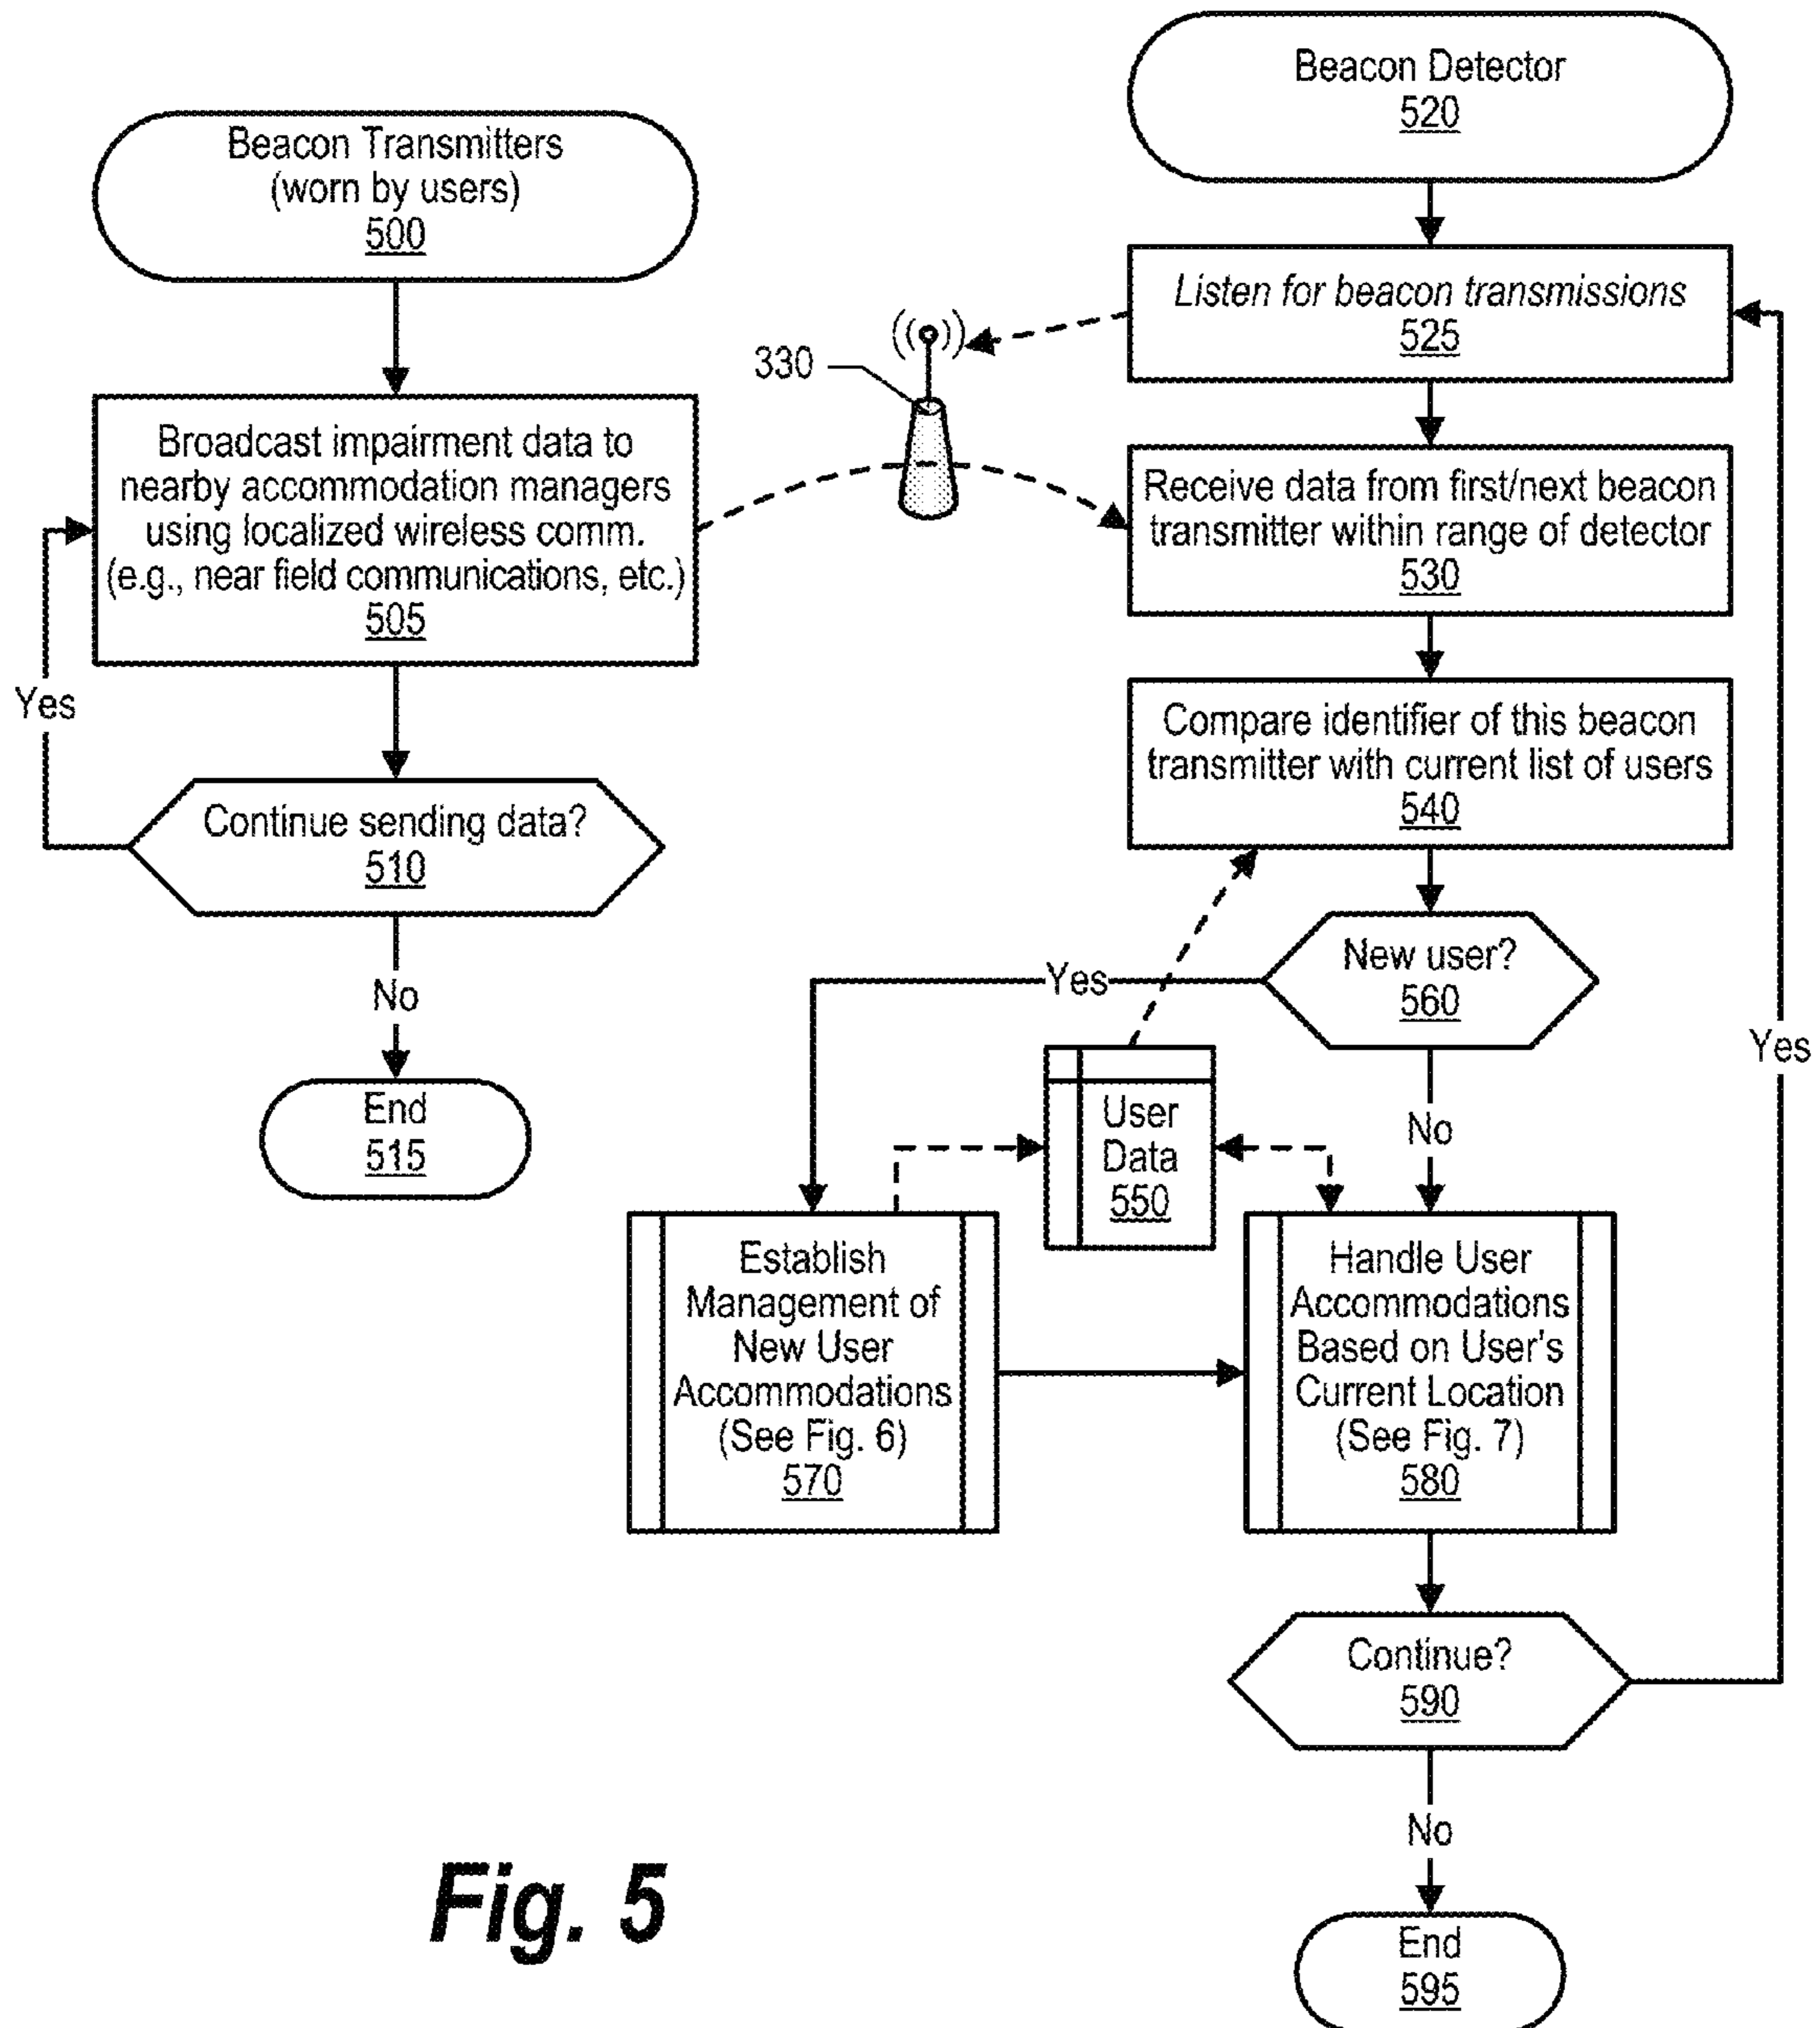 Beacon Transmitters
(worn by users)
500
Broadcast impairment data to
nearby accommodation managers
using localized wireless comm.
(e.g., near field communications, etc.)
505
Yes
Continue sending data?
510
No
End
515
330
Beacon Detector
520
Listen for beacon transmissions
525
Receive data from first/next beacon
transmitter within range of detector
530
Compare identifier of this beacon
transmitter with current list of users
540
New user?
560
Yes
No
User
Data
550
Establish
Management of
New User
Accommodations
(See Fig. 6)
570
Handle User
Accommodations
Based on User's
Current Location
(See Fig. 7)
580
Continue?
590
Yes
No
End
595
Fig. 5